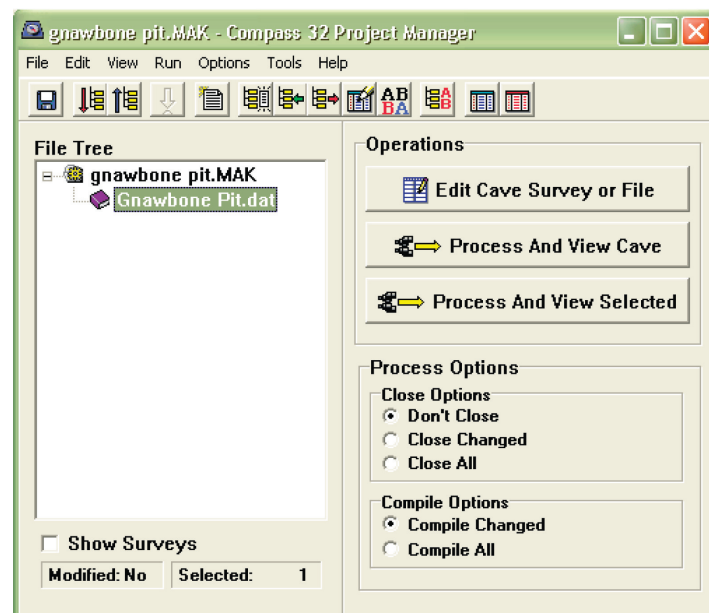 gnawbone pit.MAK - Compass 32 Project Manager
File Edit View Run Options Tools Help
AB
BA
AB
File Tree
gnawbone pit.MAK
Gnawbone Pit.dat
Show Surveys
Modified: No Selected: 1
Operations
Edit Cave Survey or File
Process And View Cave
Process And View Selected
Process Options
Close Options
Don't Close
Close Changed
Close All
Compile Options
Compile Changed
Compile All